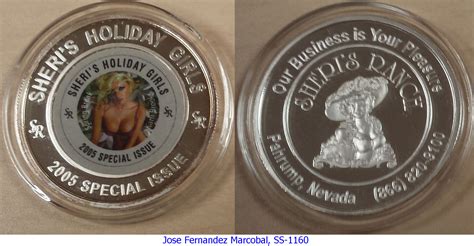 SHERI'S HOLIDAY GIRLS
SHERI'S HOLIDAY GIRLS
SR
SR
2005 SPECIAL ISSUE
2005 SPECIAL ISSUE
Our Business is Your Pleasure
SHERI'S RANCH
Pahrump, Nevada (866) 820-9100
Jose Fernandez Marcobal, SS-1160